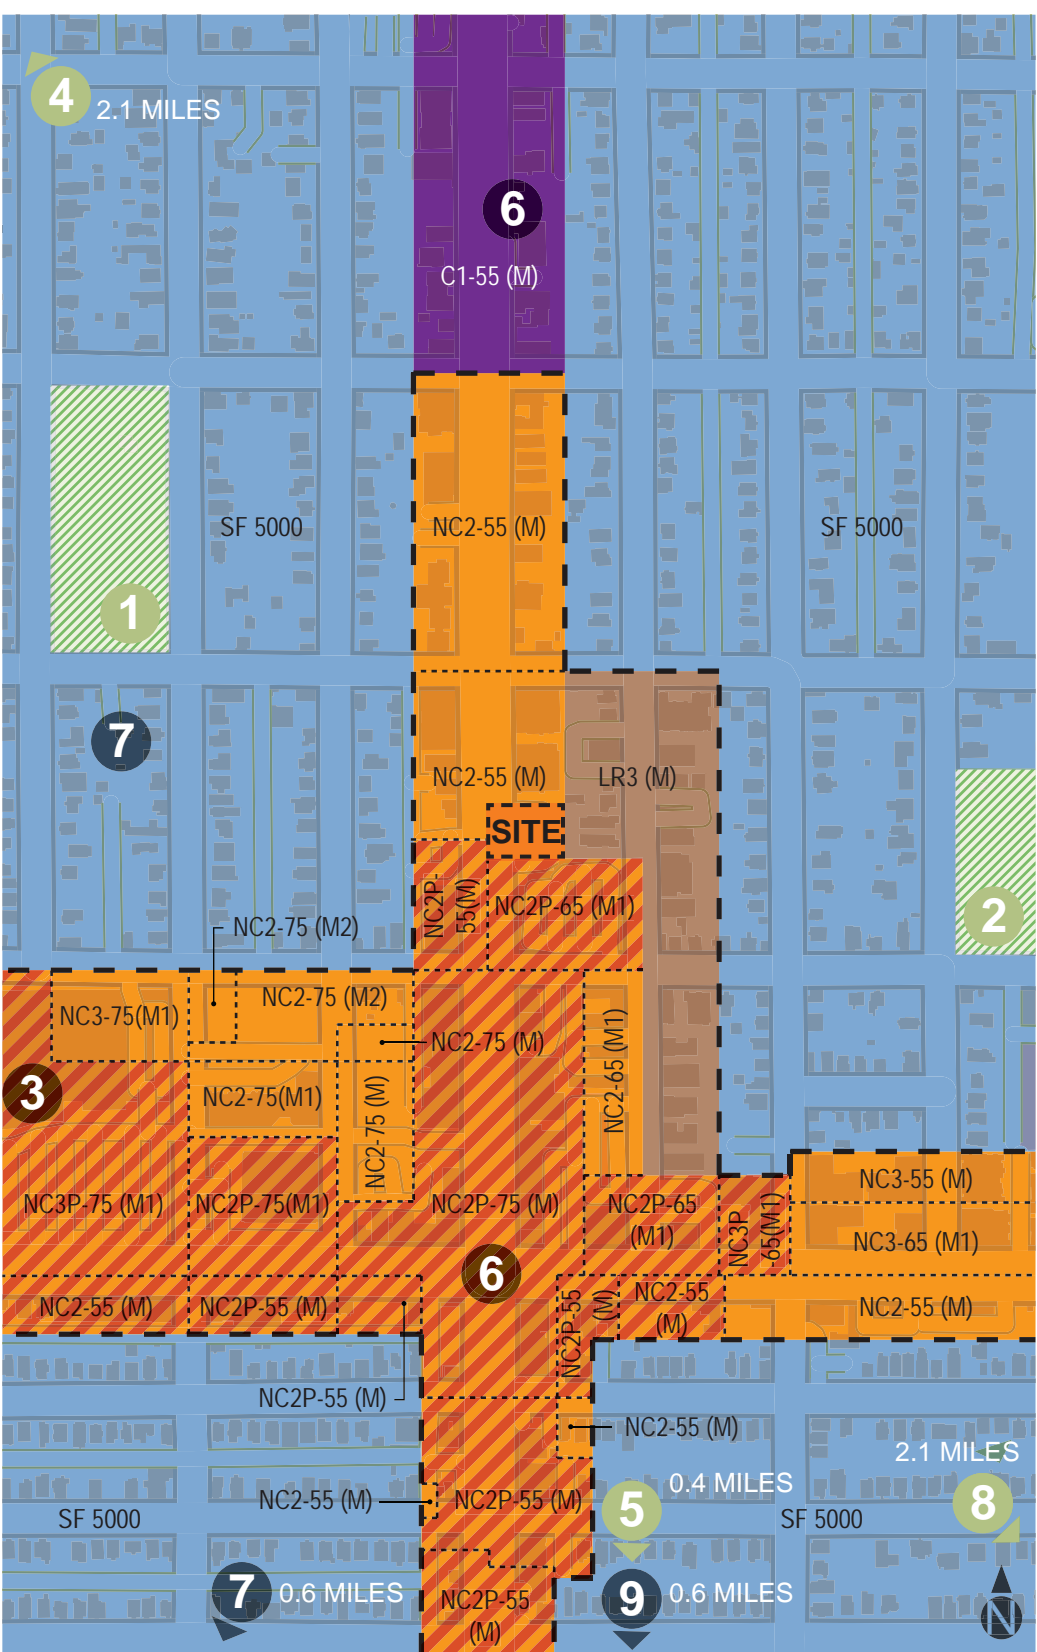 4
2.1 MILES
6
C1-55 (M)
SF 5000
NC2-55 (M)
SF 5000
1
7
NC2-55 (M)
LR3 (M)
SITE
NC2P-
55(M)
NC2P-65 (M1)
2
NC2-75 (M2)
NC2-75 (M2)
NC3-75(M1)
NC2-75 (M)
NC2-65 (M1)
3
NC2-75(M1)
NC2-75 (M)
NC3P-75 (M1)
NC2P-75(M1)
NC2P-75 (M)
NC2P-65
(M1)
NC3P
65(M1)
NC3-55 (M)
NC3-65 (M1)
6
NC2-55 (M)
NC2P-55 (M)
NC2P-55
(M)
NC2-55
(M)
NC2-55 (M)
NC2P-55 (M)
NC2-55 (M)
2.1 MILES
8
NC2-55 (M)
NC2P-55 (M)
0.4 MILES
5
SF 5000
SF 5000
7
0.6 MILES
NC2P-55
(M)
9
0.6 MILES
N